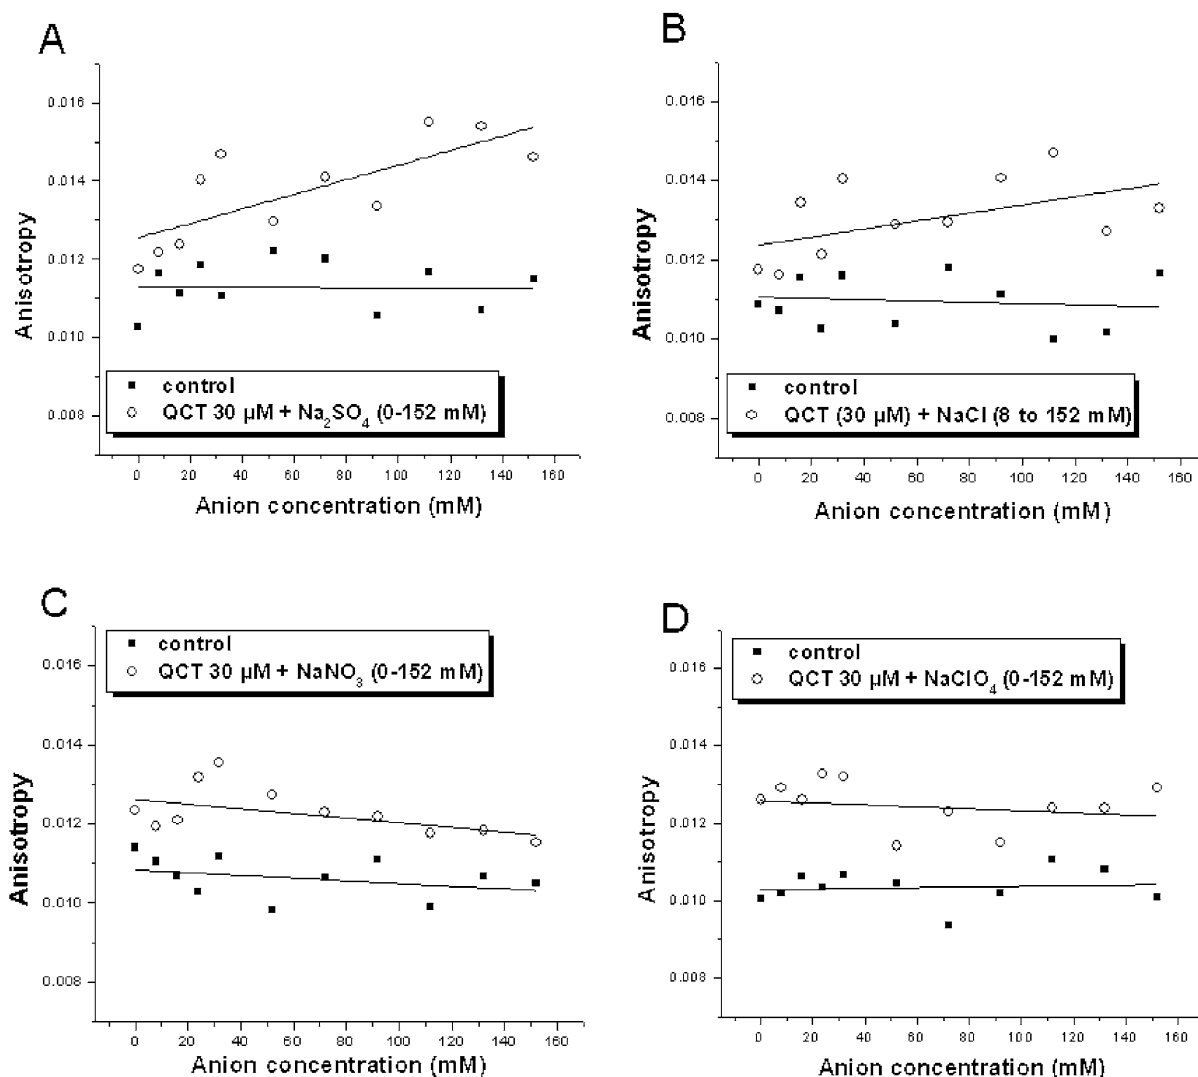 A
0.016
0.014
0.012
0.010
0.008
Anisotropy
control
QCT 30 µM + Na₂SO₄ (0-152 mM)
0 20 40 60 80 100 120 140 160
Anion concentration (mM)
B
0.016
0.014
0.012
0.010
0.008
Anisotropy
control
QCT (30 µM) + NaCl (8 to 152 mM)
0 20 40 60 80 100 120 140 160
Anion concentration (mM)
C
control
QCT 30 µM + NaNO₃ (0-152 mM)
0.016
0.014
0.012
0.010
0.008
Anisotropy
0 20 40 60 80 100 120 140 160
Anion concentration (mM)
D
control
QCT 30 µM + NaClO₄ (0-152 mM)
0.016
0.014
0.012
0.010
0.008
Anisotropy
0 20 40 60 80 100 120 140 160
Anion concentration (mM)